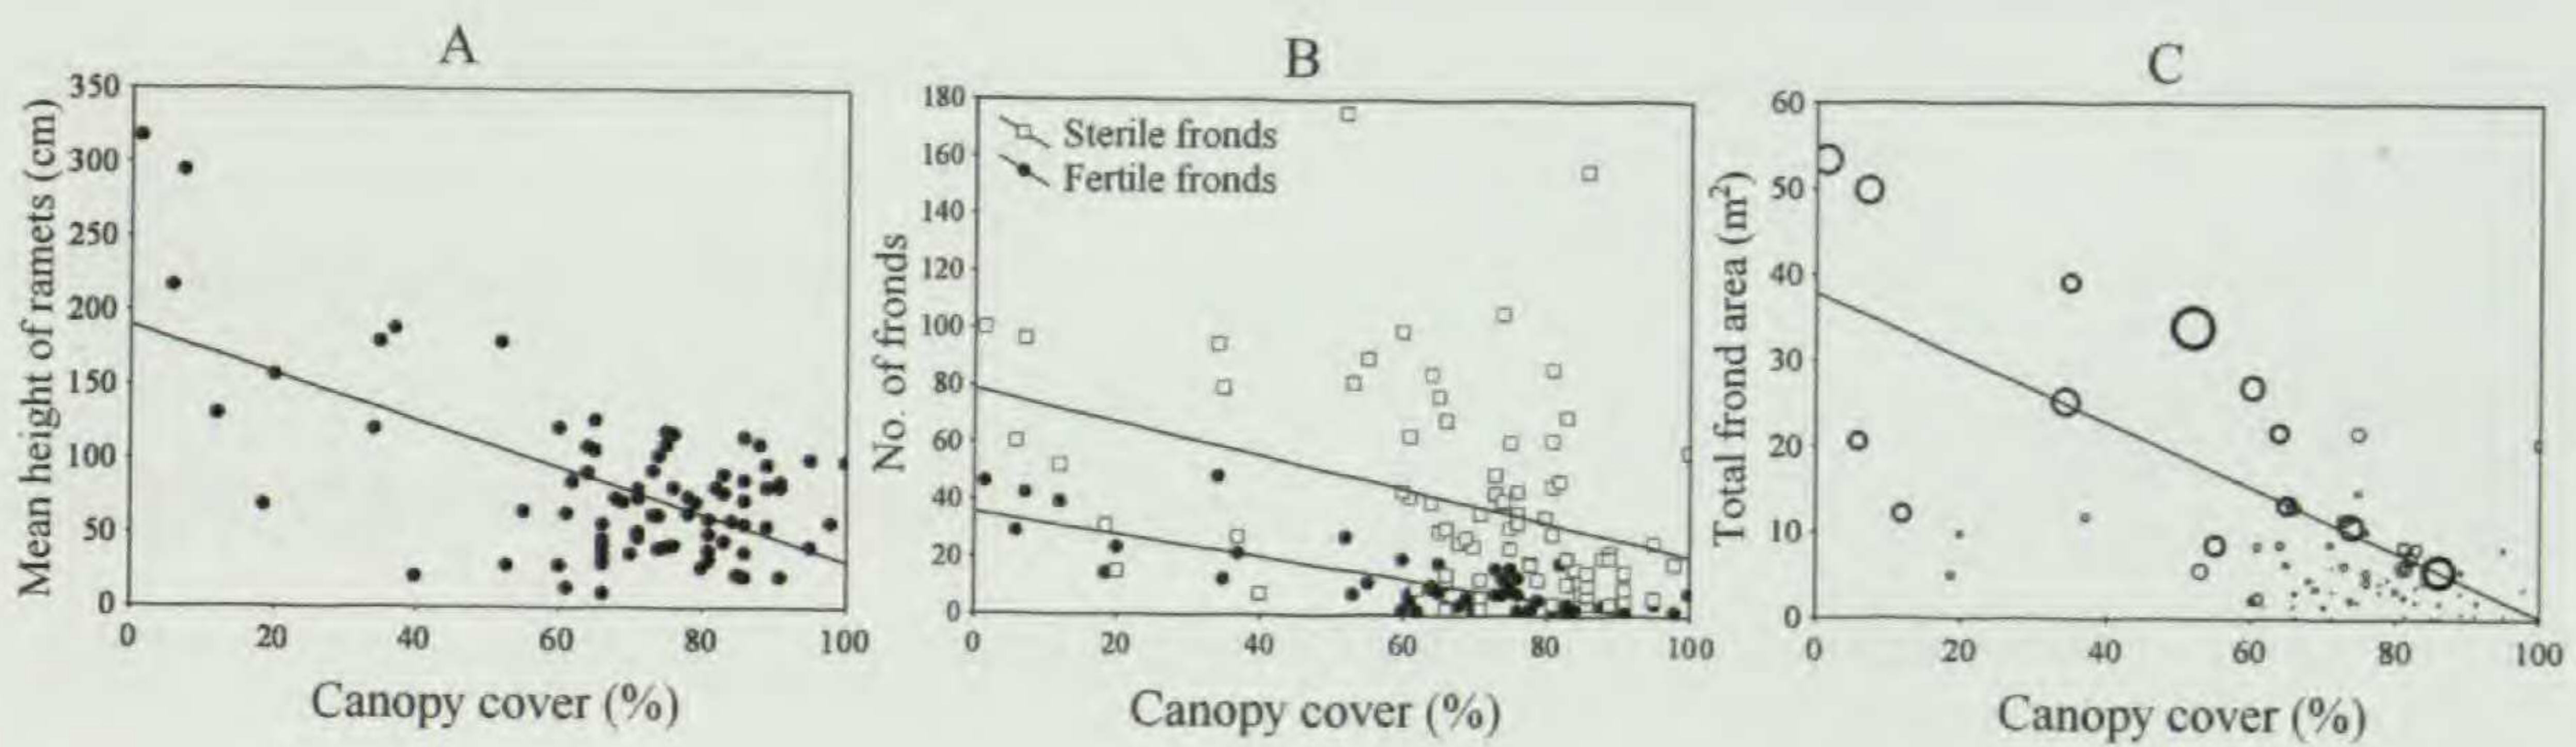 A
350
300
250
200
150
100
50
0
Mean height of ramets (cm)
0 20 40 60 80 100
Canopy cover (%)
B
180
160
140
120
100
80
60
40
20
0
No. of fronds
Sterile fronds
Fertile fronds
0 20 40 60 80 100
Canopy cover (%)
C
60
50
40
30
20
10
0
Total frond area (m²)
0 20 40 60 80 100
Canopy cover (%)